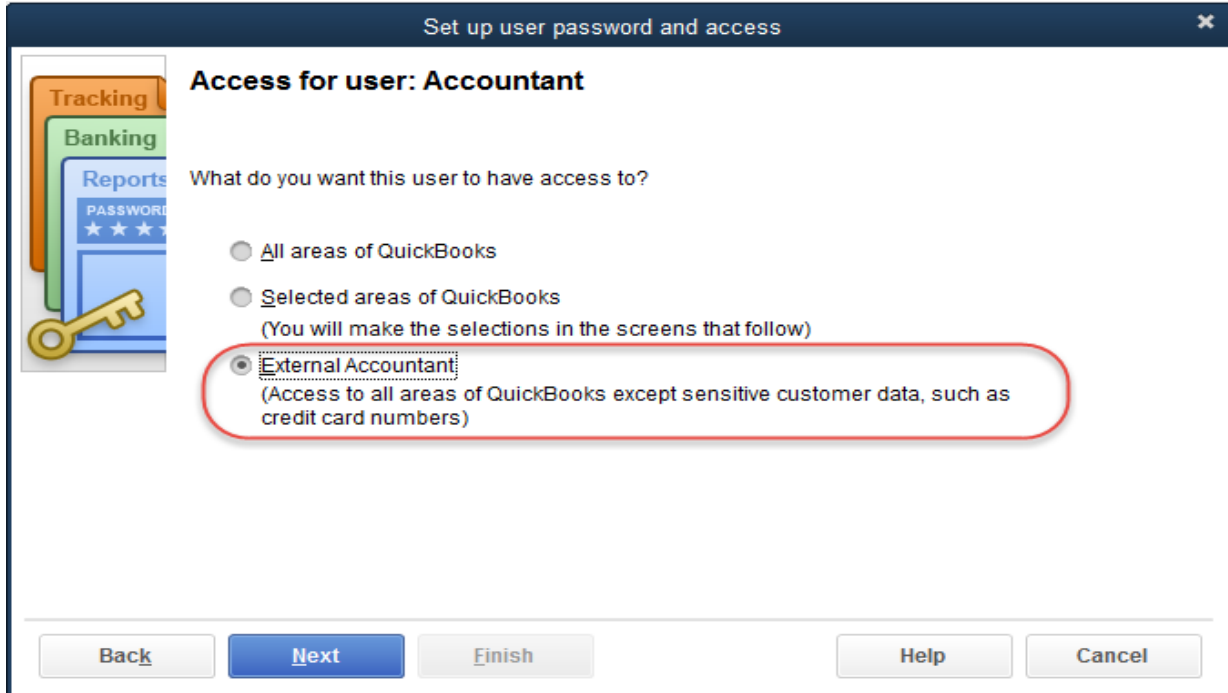 Set up user password and access
Tracking
Banking
Reports
PASSWORD
Access for user: Accountant
What do you want this user to have access to?
All areas of QuickBooks
Selected areas of QuickBooks
(You will make the selections in the screens that follow)
External Accountant
(Access to all areas of QuickBooks except sensitive customer data, such as
credit card numbers)
Back
Next
Finish
Help
Cancel